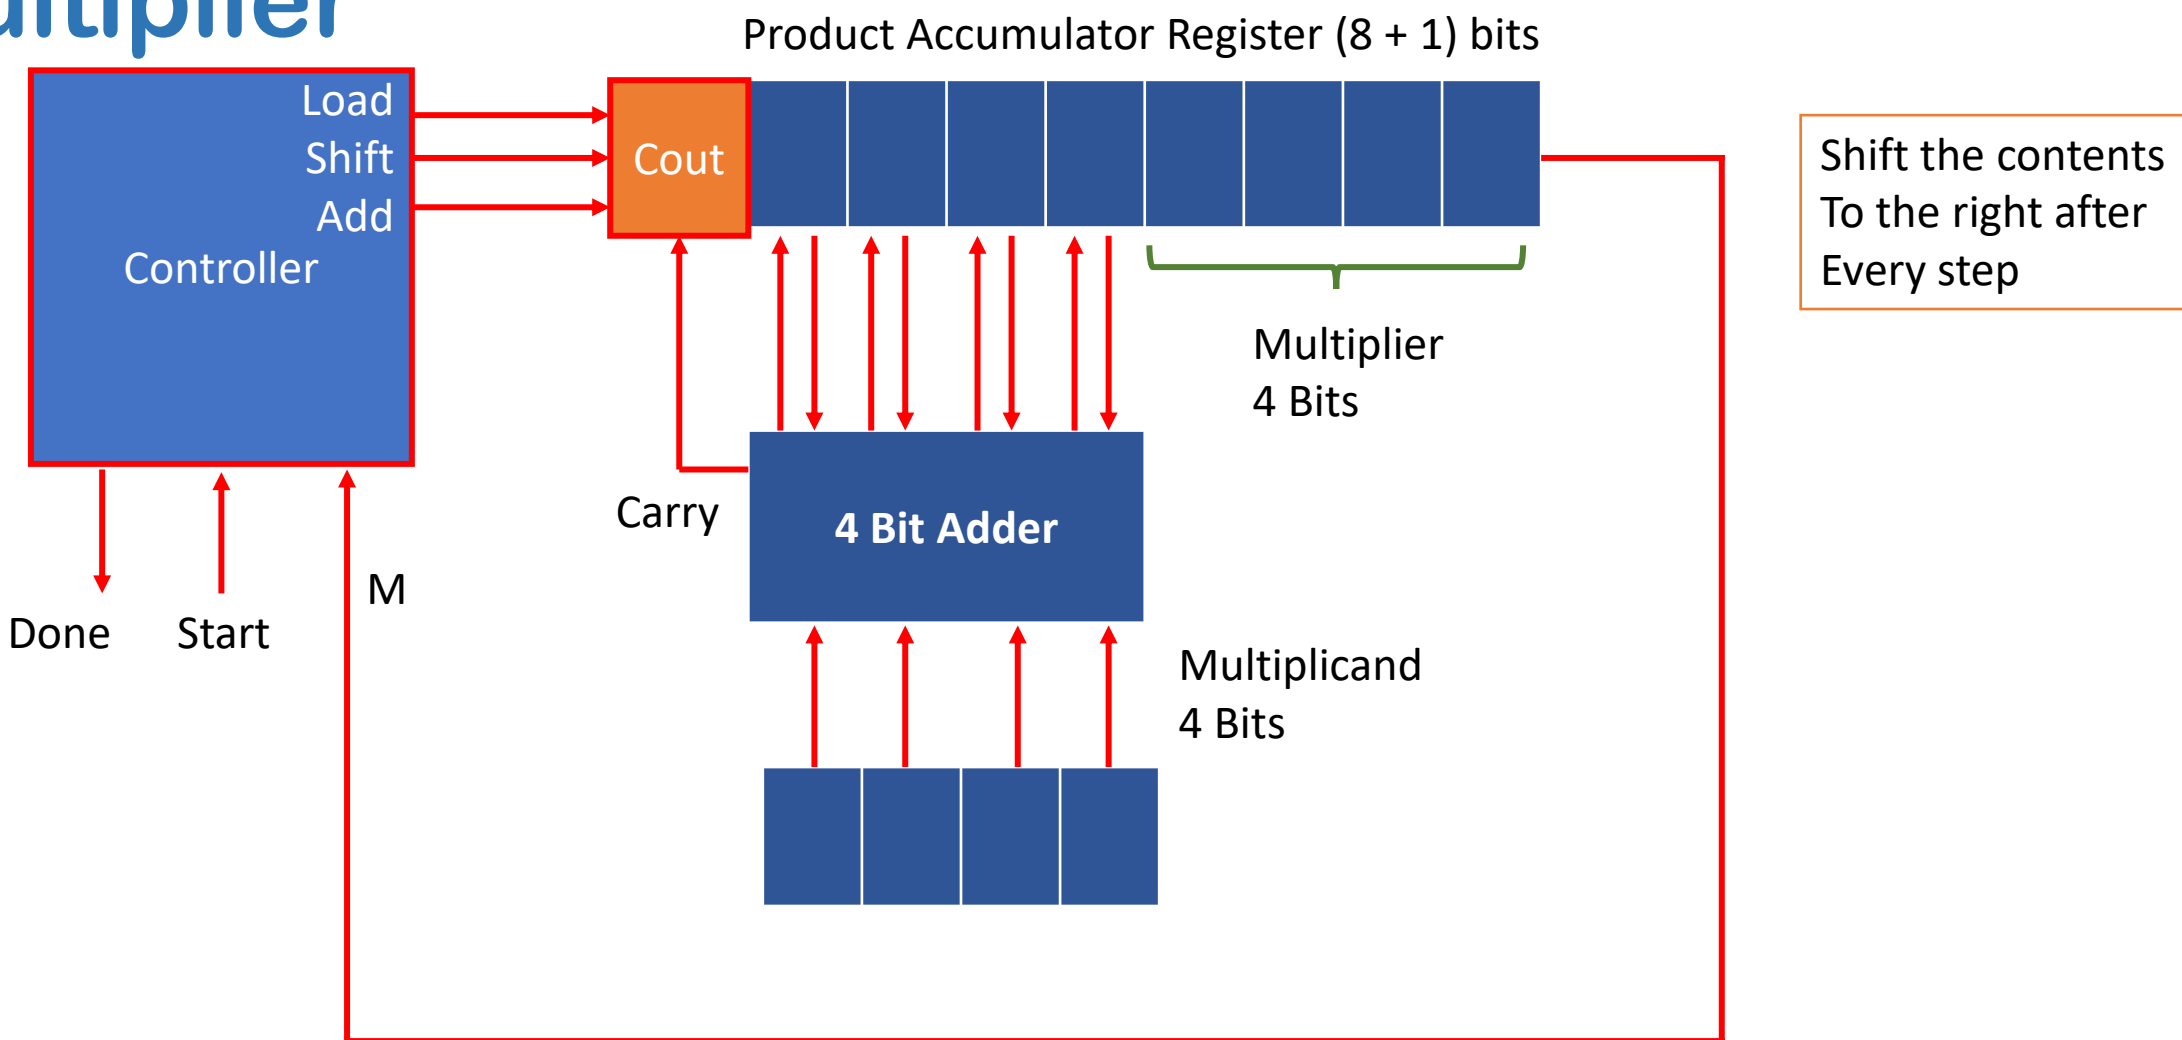 Product Accumulator Register (8 + 1) bits
Load
Shift
Add
Controller
Cout
Shift the contents
To the right after
Every step
Multiplier
4 Bits
Carry
4 Bit Adder
M
Done
Start
Multiplicand
4 Bits